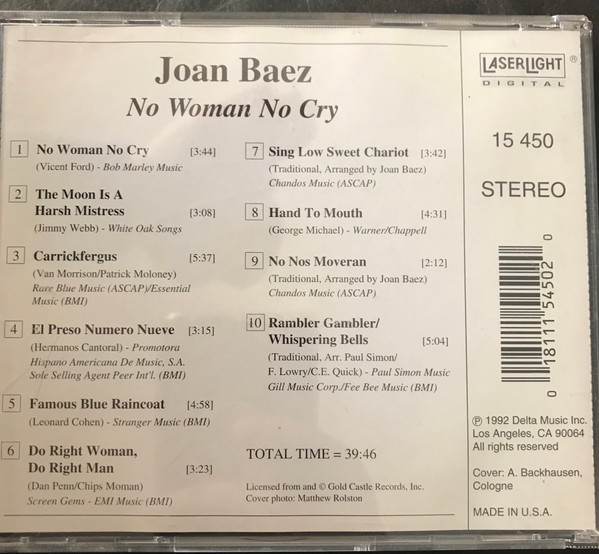 Joan Baez
No Woman No Cry
1 No Woman No Cry [3:44]
(Vicent Ford) - Bob Marley Music
2 The Moon Is A
Harsh Mistress [3:08]
(Jimmy Webb) - White Oak Songs
3 Carrickfergus [5:37]
(Van Morrison/Patrick Moloney)
Rare Blue Music (ASCAP)/Essential
Music (BMI)
4 El Preso Numero Nueve [3:15]
(Hermanos Cantoral) - Promotora
Hispano Americana De Music, S.A.
Sole Selling Agent Peer Int'l. (BMI)
5 Famous Blue Raincoat [4:58]
(Leonard Cohen) - Stranger Music (BMI)
6 Do Right Woman,
Do Right Man [3:23]
(Dan Penn/Chips Moman)
Screen Gems - EMI Music (BMI)
7 Sing Low Sweet Chariot [3:42]
(Traditional, Arranged by Joan Baez)
Chandos Music (ASCAP)
8 Hand To Mouth [4:31]
(George Michael) - Warner/Chappell
9 No Nos Moveran [2:12]
(Traditional, Arranged by Joan Baez)
Chandos Music (ASCAP)
10 Rambler Gambler/
Whispering Bells [5:04]
(Traditional, Arr. Paul Simon/
F. Lowry/C.E. Quick) - Paul Simon Music
Gill Music Corp./Fee Bee Music (BMI)
TOTAL TIME = 39:46
Licensed from and © Gold Castle Records, Inc.
Cover photo: Matthew Rolston
LASERLIGHT ®
DIGITAL
15 450
STEREO
0 18111 54502 0
℗ 1992 Delta Music Inc.
Los Angeles, CA 90064
All rights reserved
Cover: A. Backhausen,
Cologne
MADE IN U.S.A.